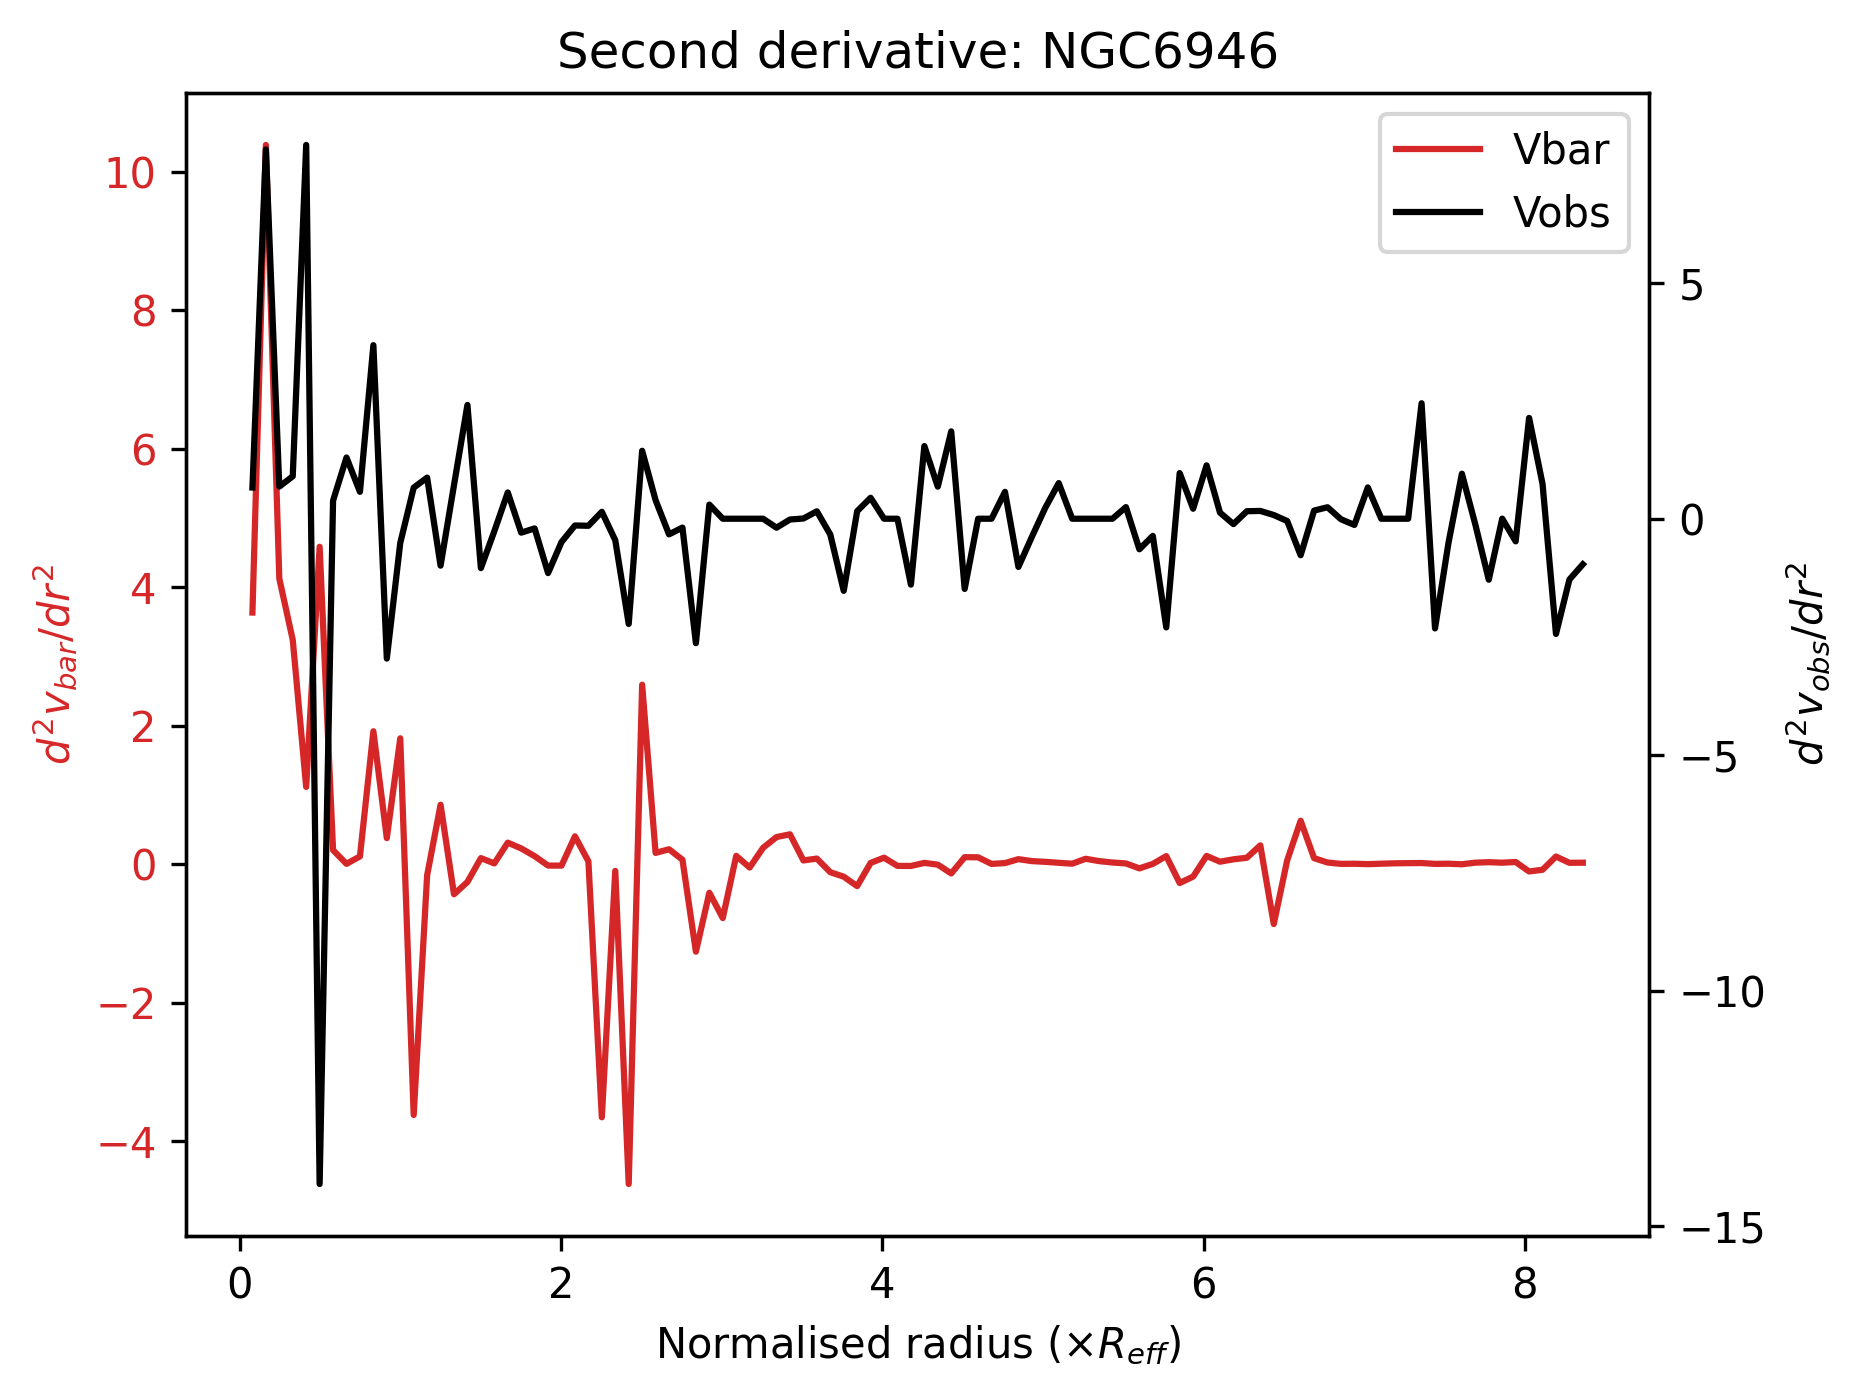 Second derivative: NGC6946
Vbar
Vobs
10
8
6
4
2
0
−2
−4
d²v_bar/dr²
5
0
−5
−10
−15
d²v_obs/dr²
0 2 4 6 8
Normalised radius (×R_eff)